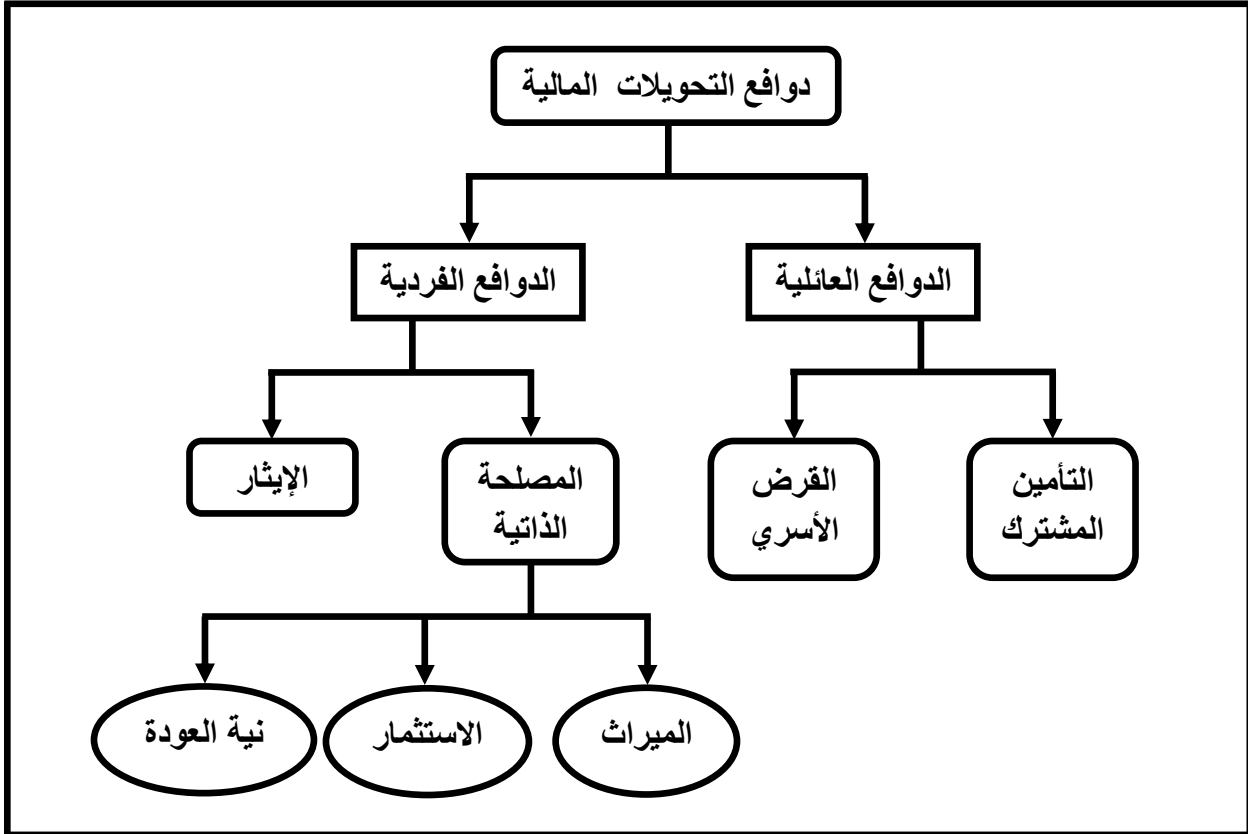 دوافع التحويلات المالية
الدوافع العائلية
الدوافع الفردية
التأمين
المشترك
القرض
الأسري
المصلحة
الذاتية
الإيثار
الميراث
الاستثمار
نية العودة